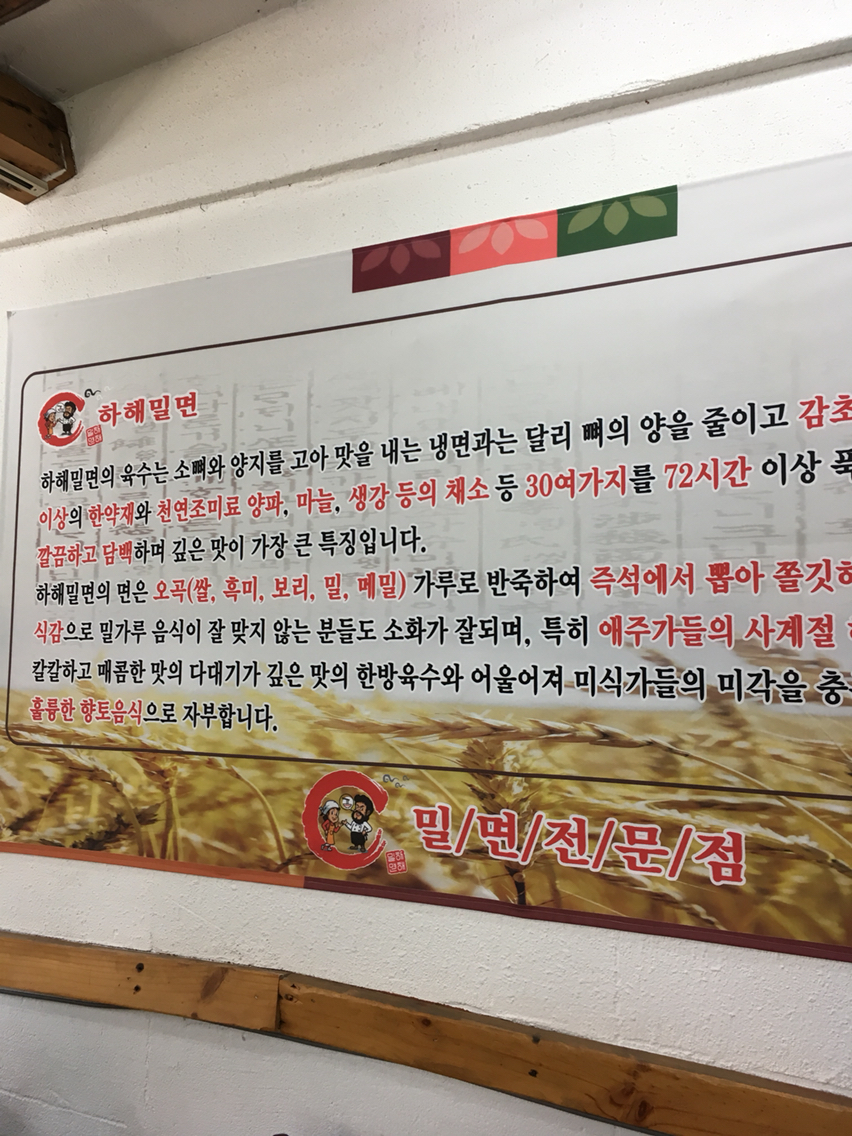 하해밀면
하해밀면의 육수는 소뼈와 양지를 고아 맛을 내는 냉면과는 달리 뼈의 양을 줄이고 감초
이상의 한약재와 천연조미료 양파, 마늘, 생강 등의 채소 등 30여가지를 72시간 이상
깔끔하고 담백하며 깊은 맛이 가장 큰 특징입니다.
하해밀면의 면은 오곡(쌀, 흑미, 보리, 밀, 메밀) 가루로 반죽하여 즉석에서 뽑아 쫄깃하
식감으로 밀가루 음식이 잘 맞지 않는 분들도 소화가 잘되며, 특히 애주가들의 사계절
칼칼하고 매콤한 맛의 다대기가 깊은 맛의 한방육수와 어울어져 미식가들의 미각을 충
훌륭한 향토음식으로 자부합니다.
밀/면/전/문/점